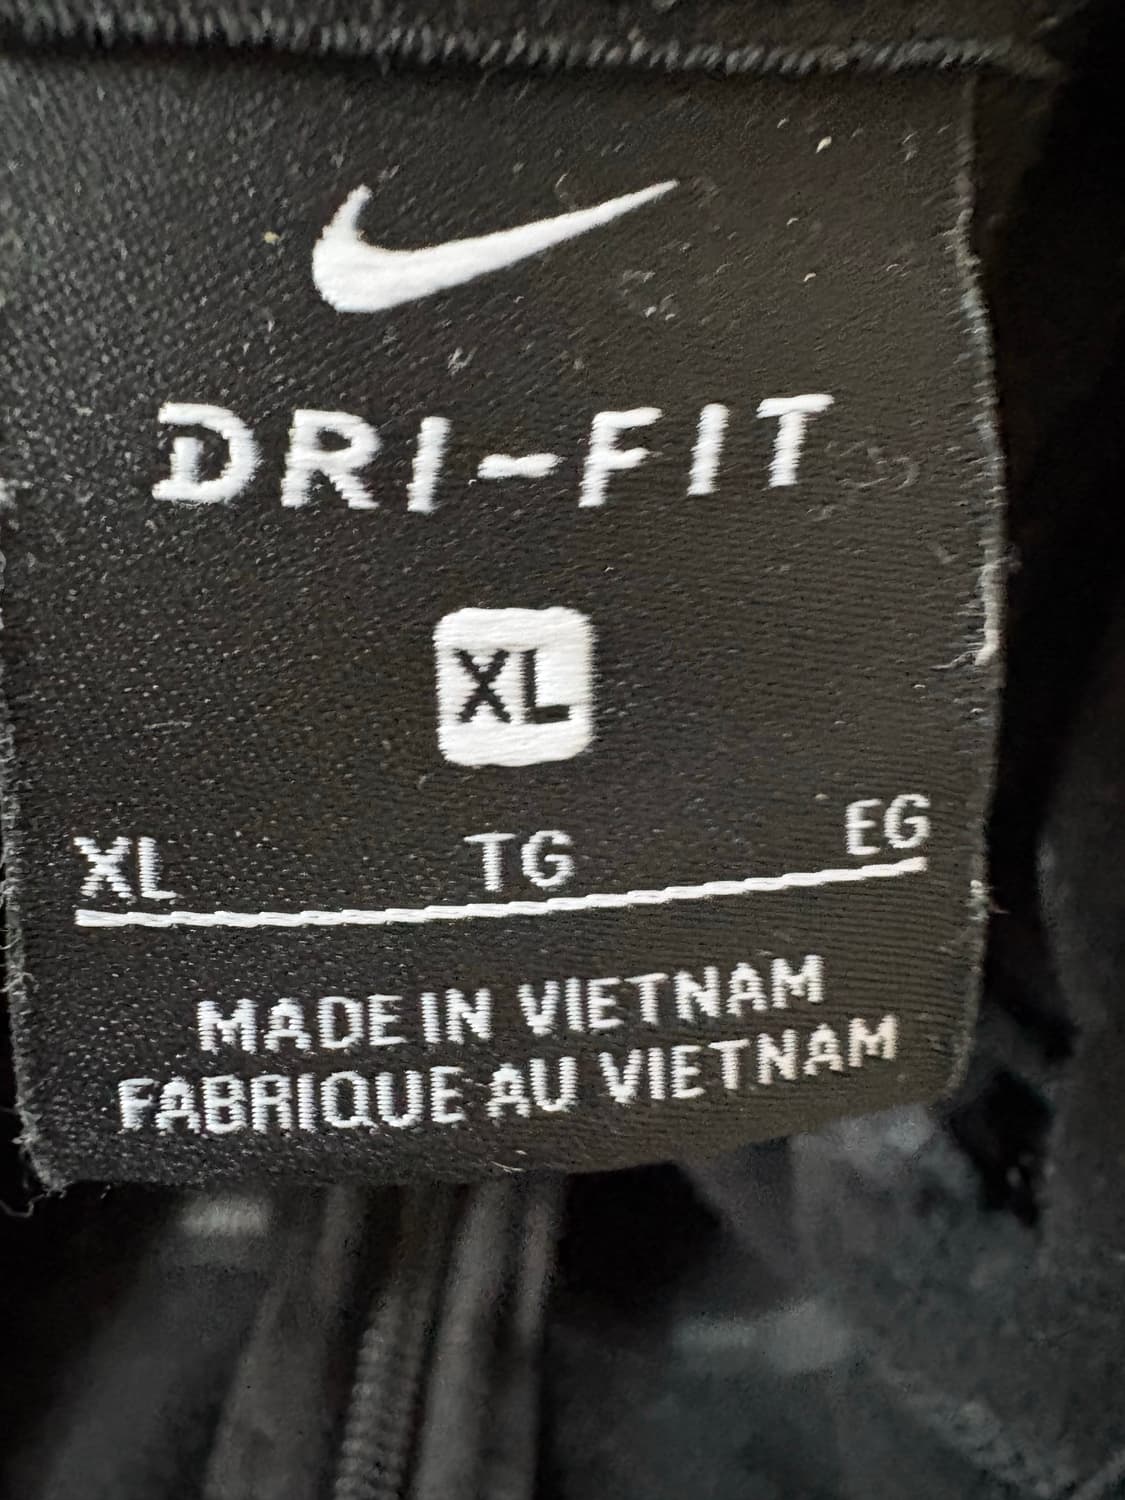 DRI-FIT
XL
XL TG EG
MADE IN VIETNAM
FABRIQUE AU VIETNAM